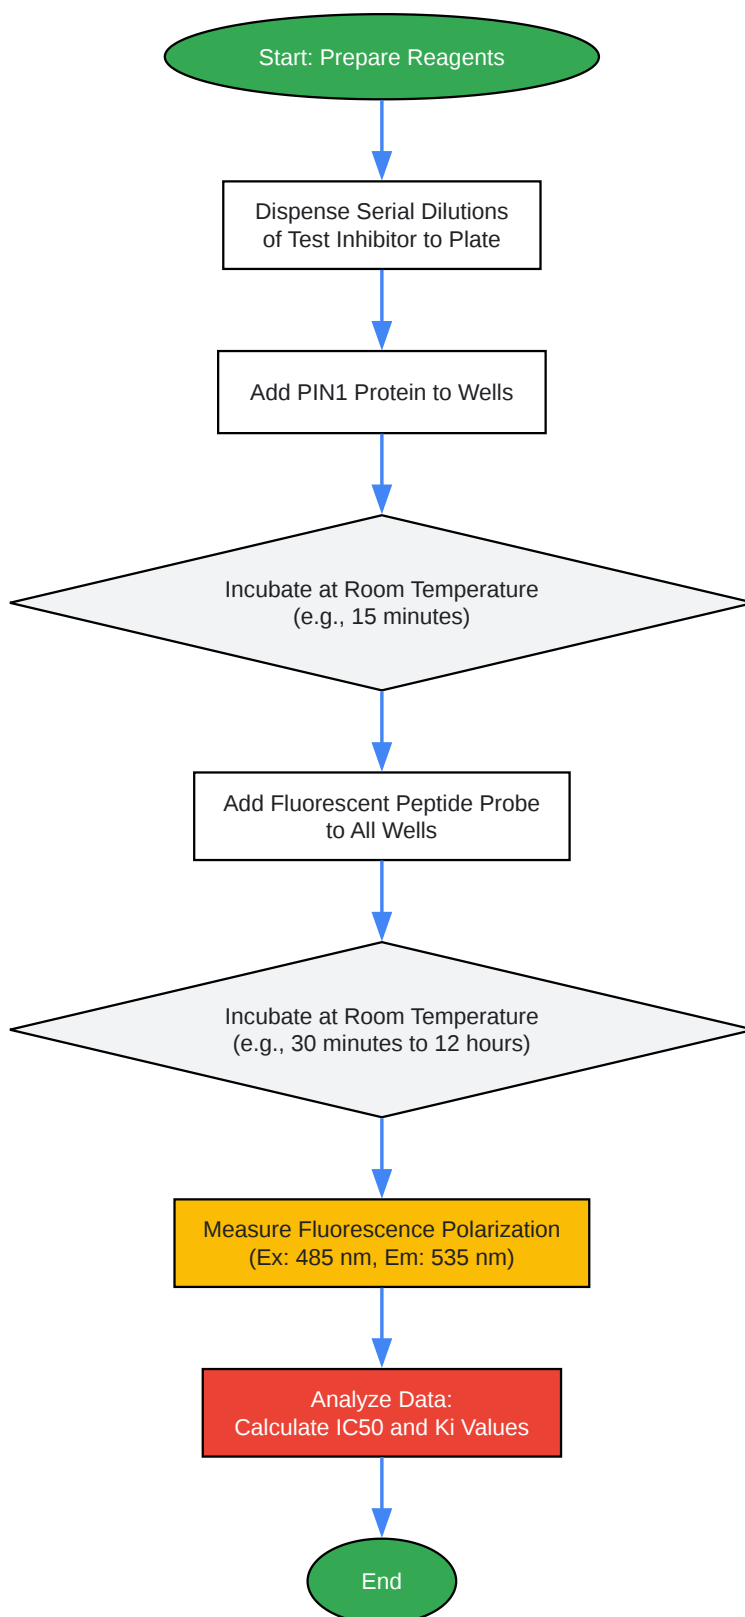 Start: Prepare Reagents
Dispense Serial Dilutions
of Test Inhibitor to Plate
Add PIN1 Protein to Wells
Incubate at Room Temperature
(e.g., 15 minutes)
Add Fluorescent Peptide Probe
to All Wells
Incubate at Room Temperature
(e.g., 30 minutes to 12 hours)
Measure Fluorescence Polarization
(Ex: 485 nm, Em: 535 nm)
Analyze Data:
Calculate IC50 and Ki Values
End